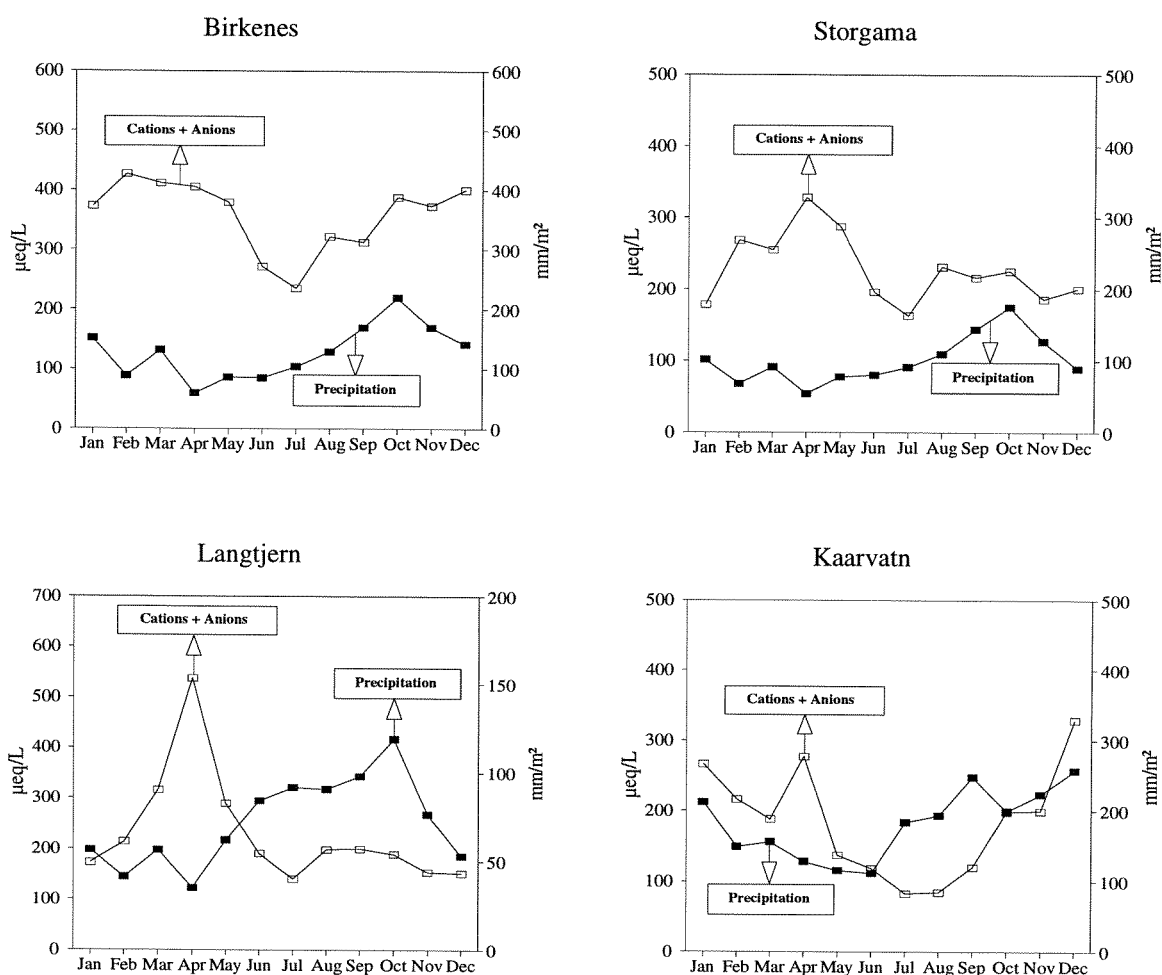 Birkenes
600
500
400
300
200
100
0
µeq/L
Cations + Anions
Precipitation
600
500
400
300
200
100
0
mm/m²
Jan Feb Mar Apr May Jun Jul Aug Sep Oct Nov Dec
Storgama
500
400
300
200
100
0
µeq/L
Cations + Anions
Precipitation
500
400
300
200
100
0
mm/m²
Jan Feb Mar Apr May Jun Jul Aug Sep Oct Nov Dec
Langtjern
700
600
500
400
300
200
100
0
µeq/L
Cations + Anions
Precipitation
200
150
100
50
0
mm/m²
Jan Feb Mar Apr May Jun Jul Aug Sep Oct Nov Dec
Kaarvatn
500
400
300
200
100
0
µeq/L
Cations + Anions
Precipitation
500
400
300
200
100
0
mm/m²
Jan Feb Mar Apr May Jun Jul Aug Sep Oct Nov Dec